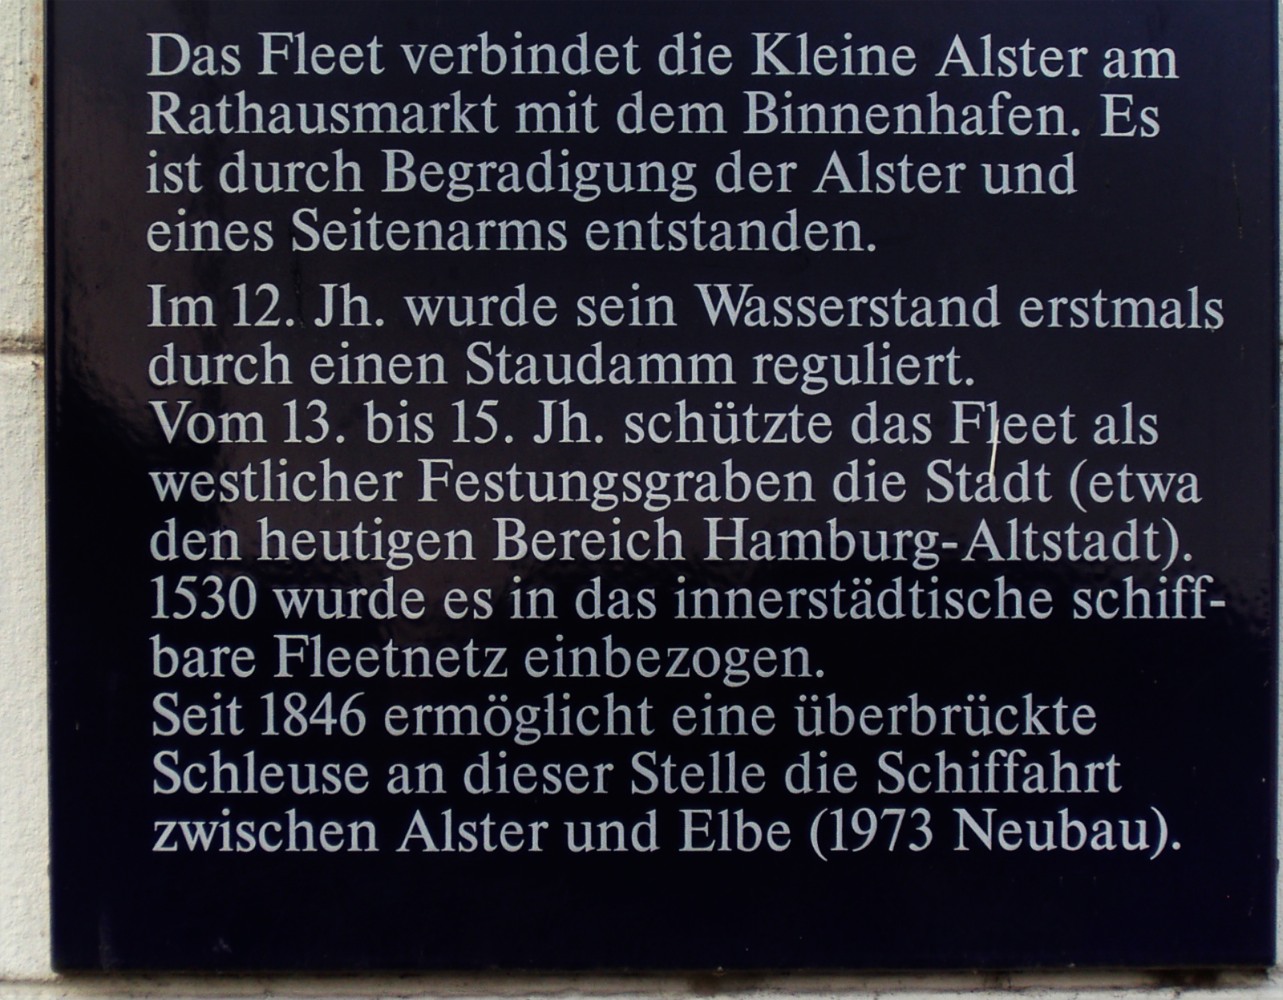 Das Fleet verbindet die Kleine Alster am
Rathausmarkt mit dem Binnenhafen. Es
ist durch Begradigung der Alster und
eines Seitenarms entstanden.
Im 12. Jh. wurde sein Wasserstand erstmals
durch einen Staudamm reguliert.
Vom 13. bis 15. Jh. schützte das Fleet als
westlicher Festungsgraben die Stadt (etwa
den heutigen Bereich Hamburg-Altstadt).
1530 wurde es in das innerstädtische schiff-
bare Fleetnetz einbezogen.
Seit 1846 ermöglicht eine überbrückte
Schleuse an dieser Stelle die Schiffahrt
zwischen Alster und Elbe (1973 Neubau).